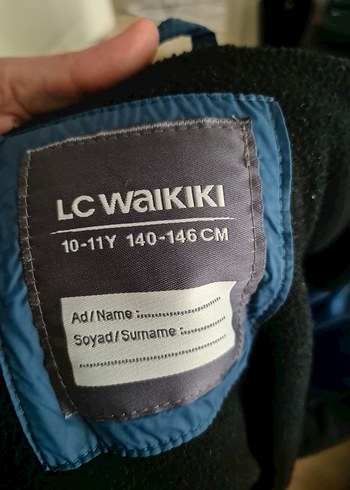 LC WAIKIKI
10-11Y 140-146 CM
Ad/Name :........................
Soyad/Surname :...............
..........................................